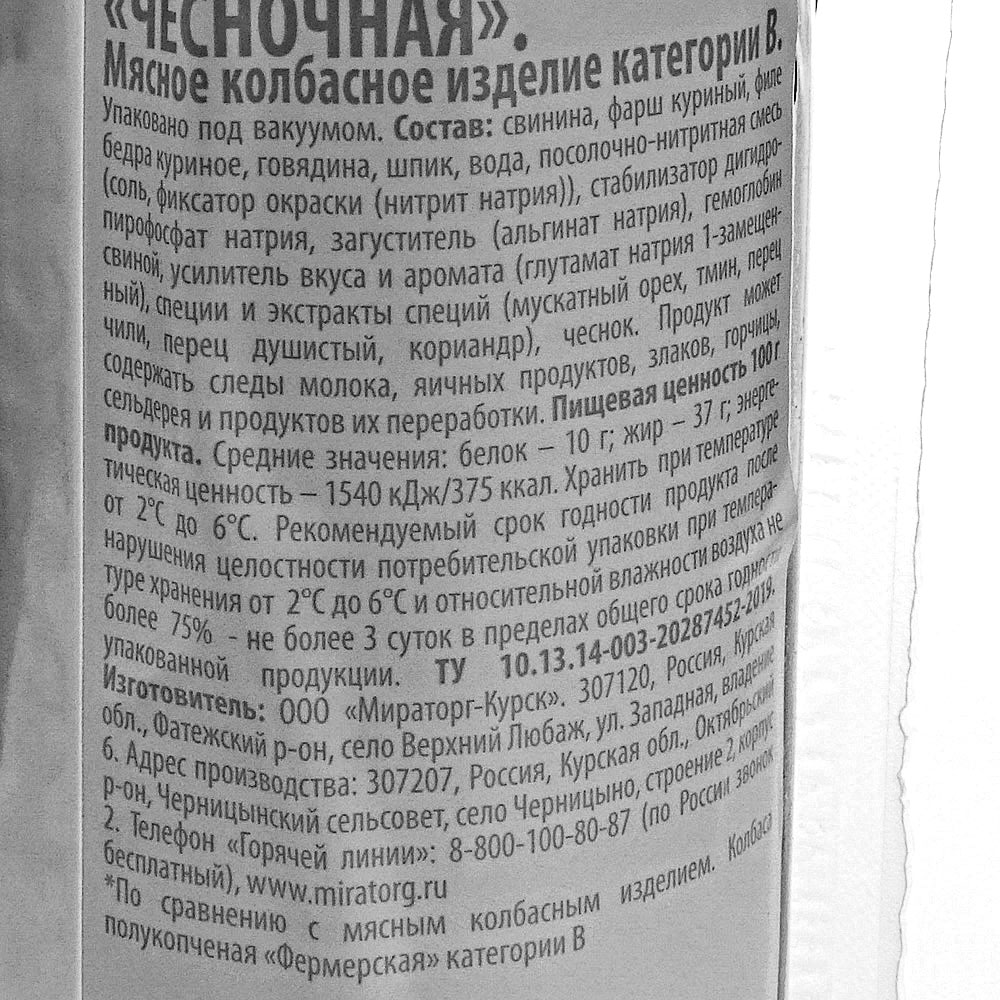 «ЧЕСНОЧНАЯ».
Мясное колбасное изделие категории В.
Упаковано под вакуумом. Состав: свинина, фарш куриный, филе
бедра куриное, говядина, шпик, вода, посолочно-нитритная смесь
(соль, фиксатор окраски (нитрит натрия)), стабилизатор дигидро-
пирофосфат натрия, загуститель (альгинат натрия), гемоглобин
свиной, усилитель вкуса и аромата (глутамат натрия 1-замещен-
ный), специи и экстракты специй (мускатный орех, тмин, перец
чили, перец душистый, кориандр), чеснок. Продукт может
содержать следы молока, яичных продуктов, злаков, горчицы,
сельдерея и продуктов их переработки. Пищевая ценность 100 г
продукта. Средние значения: белок – 10 г; жир – 37 г; энерге-
тическая ценность – 1540 кДж/375 ккал. Хранить при температуре
от 2°С до 6°С. Рекомендуемый срок годности продукта после
нарушения целостности потребительской упаковки при темпера-
туре хранения от 2°С до 6°С и относительной влажности воздуха не
более 75% - не более 3 суток в пределах общего срока годности
упакованной продукции. ТУ 10.13.14-003-20287452-2019.
Изготовитель: ООО «Мираторг-Курск». 307120, Россия, Курская
обл., Фатежский р-он, село Верхний Любаж, ул. Западная, владение
6. Адрес производства: 307207, Россия, Курская обл., Октябрьский
р-он, Черницынский сельсовет, село Черницыно, строение 2, корпус
2. Телефон «Горячей линии»: 8-800-100-80-87 (по России звонок
бесплатный), www.miratorg.ru
*По сравнению с мясным колбасным изделием. Колбаса
полукопченая «Фермерская» категории В